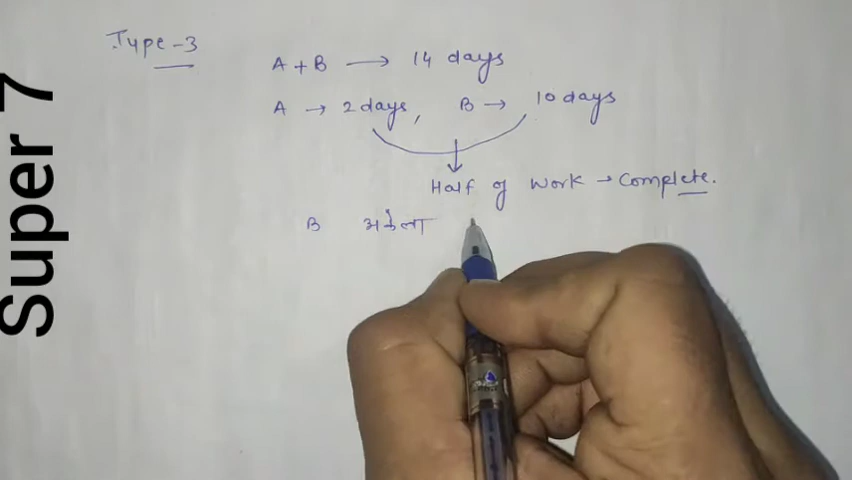 Super 7
Type-3
A + B → 14 days
A → 2 days, B → 10 days
Half of work → Complete.
B अकेला